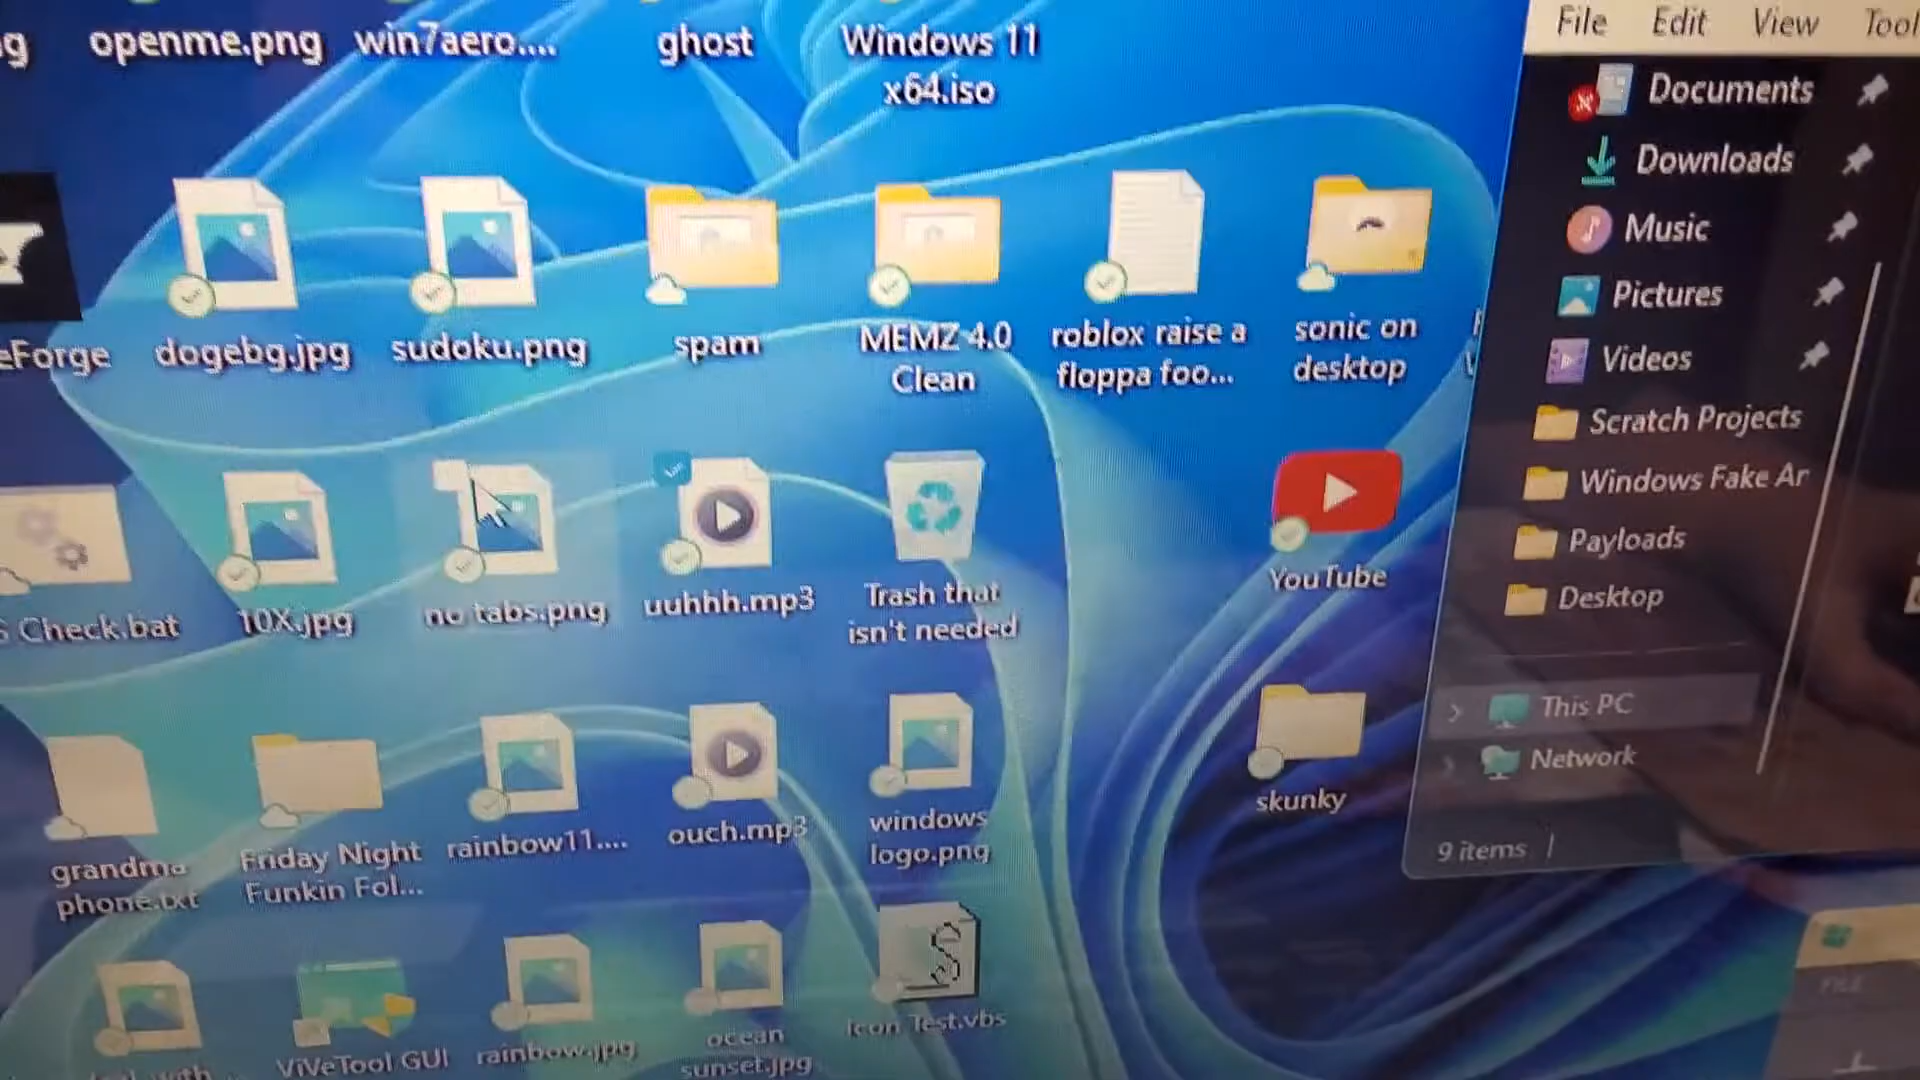 openme.png
win7aero....
ghost
Windows 11
x64.iso
eForge
dogebg.jpg
sudoku.png
spam
MEMZ 4.0
Clean
roblox raise a
floppa foo...
sonic on
desktop
Check.bat
10X.jpg
no tabs.png
uuhhh.mp3
Trash that
isn't needed
YouTube
grandma
phone.txt
Friday Night
Funkin Fol...
rainbow11....
ouch.mp3
windows
logo.png
skunky
ViVeTool GUI
rainbow.jpg
ocean
sunset.jpg
Icon Test.vbs
File Edit View Tool
Documents
Downloads
Music
Pictures
Videos
Scratch Projects
Windows Fake Ar
Payloads
Desktop
This PC
Network
9 items